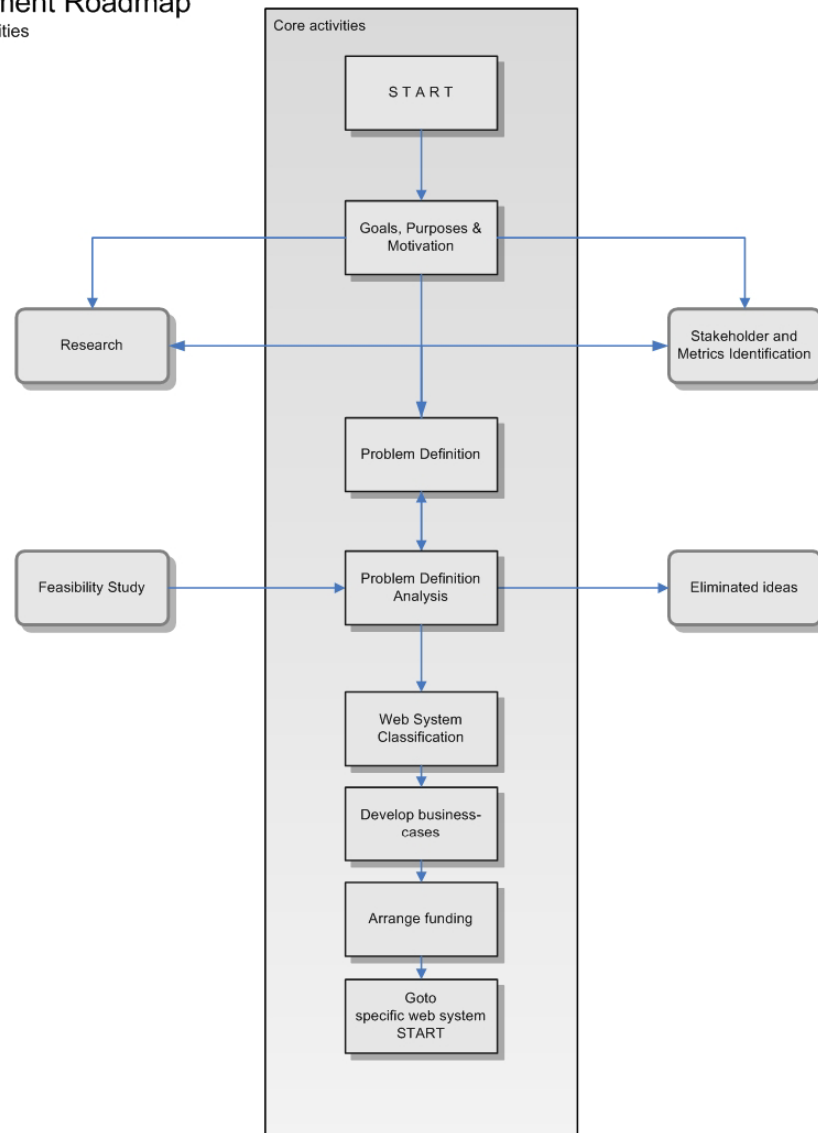 ment Roadmap
ities
Core activities
S T A R T
Goals, Purposes &
Motivation
Research
Stakeholder and
Metrics Identification
Problem Definition
Feasibility Study
Problem Definition
Analysis
Eliminated ideas
Web System
Classification
Develop business-
cases
Arrange funding
Goto
specific web system
START